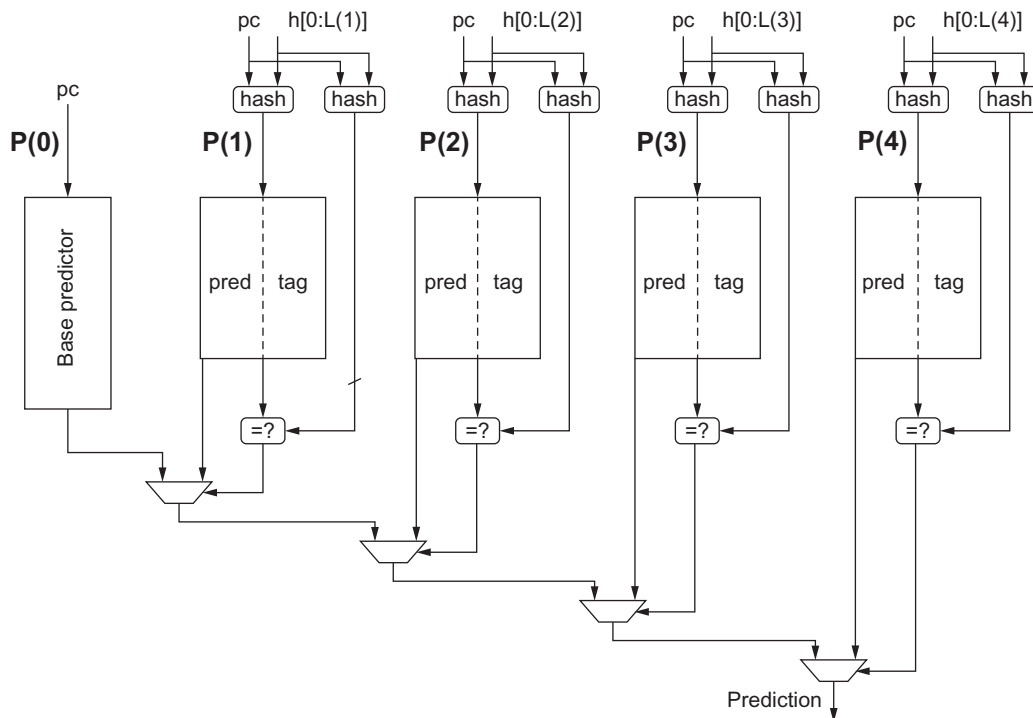 pc h[0:L(1)] pc h[0:L(2)] pc h[0:L(3)] pc h[0:L(4)]
pc hash hash hash hash hash hash hash hash
P(0) P(1) P(2) P(3) P(4)
Base predictor
pred tag pred tag pred tag pred tag
=? =? =? =?
Prediction